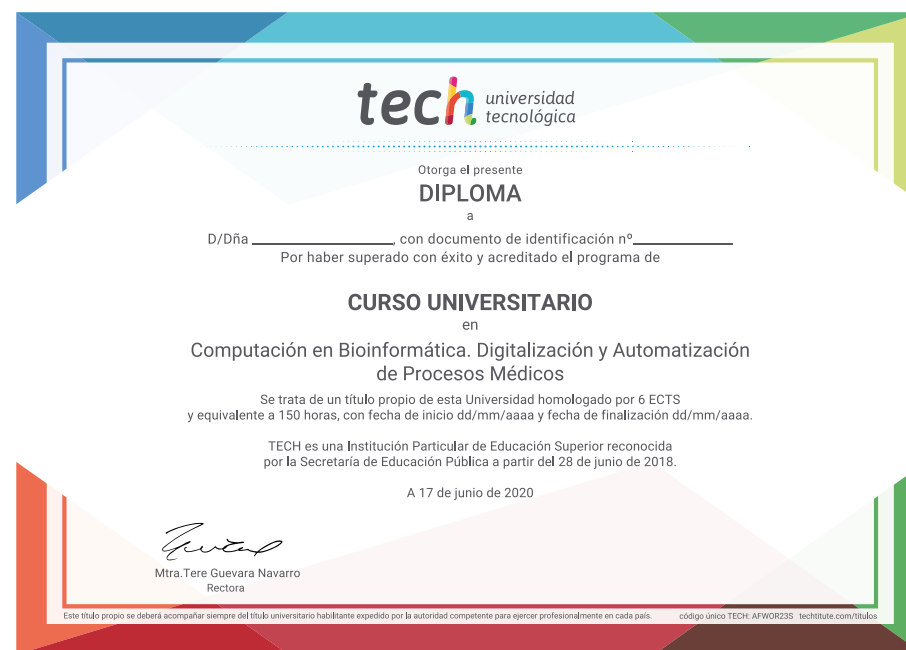 tech universidad
tecnológica
Otorga el presente
DIPLOMA
a
D/Dña ____________________, con documento de identificación nº______________
Por haber superado con éxito y acreditado el programa de
CURSO UNIVERSITARIO
en
Computación en Bioinformática. Digitalización y Automatización
de Procesos Médicos
Se trata de un título propio de esta Universidad homologado por 6 ECTS
y equivalente a 150 horas, con fecha de inicio dd/mm/aaaa y fecha de finalización dd/mm/aaaa.
TECH es una Institución Particular de Educación Superior reconocida
por la Secretaría de Educación Pública a partir del 28 de junio de 2018.
A 17 de junio de 2020
Mtra.Tere Guevara Navarro
Rectora
Este título propio se deberá acompañar siempre del título universitario habilitante expedido por la autoridad competente para ejercer profesionalmente en cada país. código único TECH: AFWOR23S techtitute.com/titulos